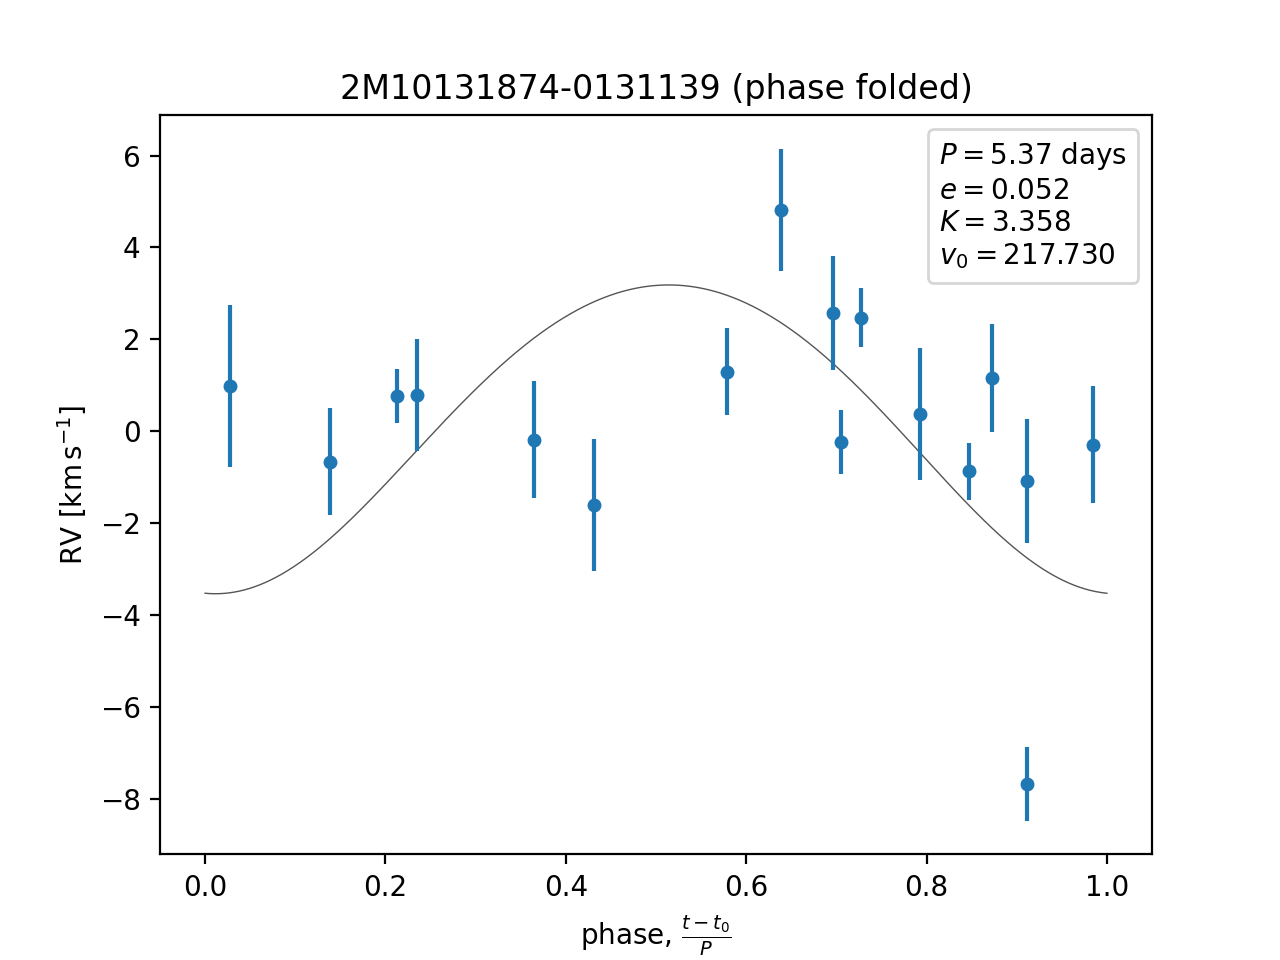 2M10131874-0131139 (phase folded)
P = 5.37 days
e = 0.052
K = 3.358
v₀ = 217.730
RV [km s⁻¹]
6
4
2
0
−2
−4
−6
−8
0.0 0.2 0.4 0.6 0.8 1.0
phase, (t − t₀)/P